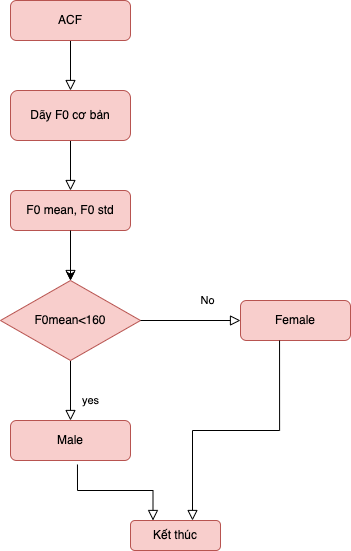 ACF
Dãy F0 cơ bản
F0 mean, F0 std
No
F0mean<160
Female
yes
Male
Kết thúc